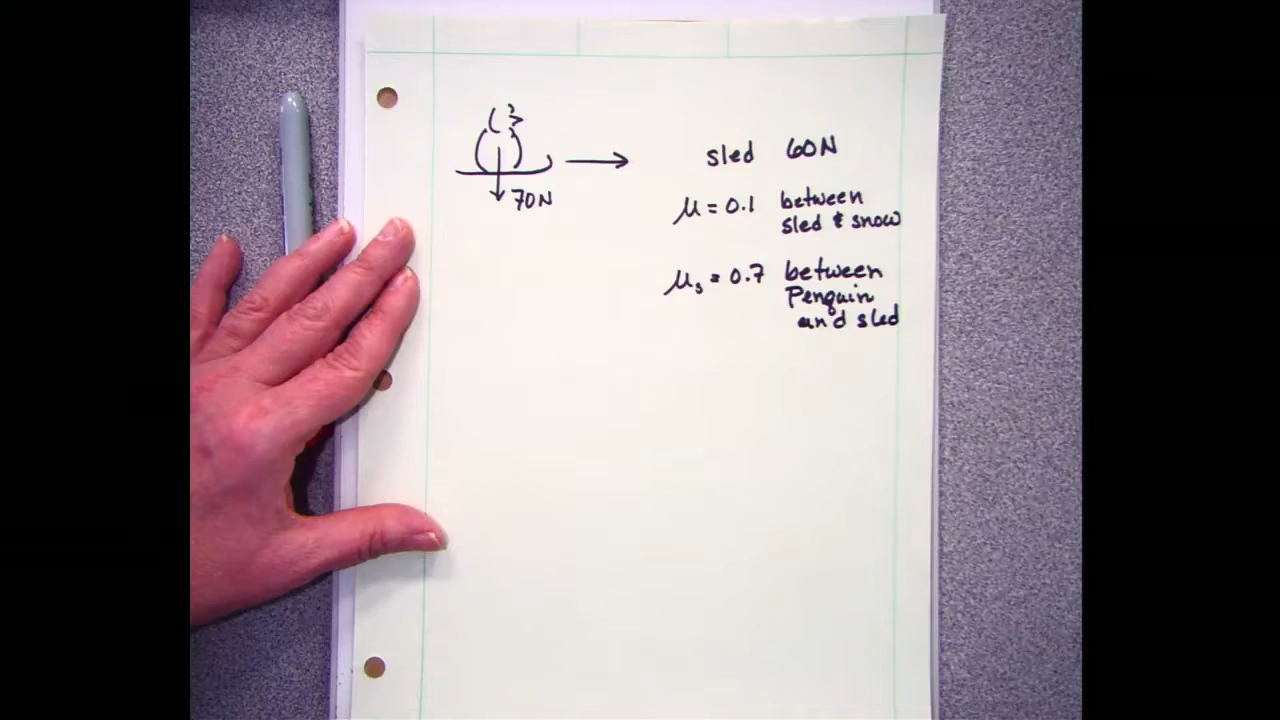 70N
sled 60N
μ = 0.1 between
sled & snow
μs = 0.7 between
Penguin
and sled